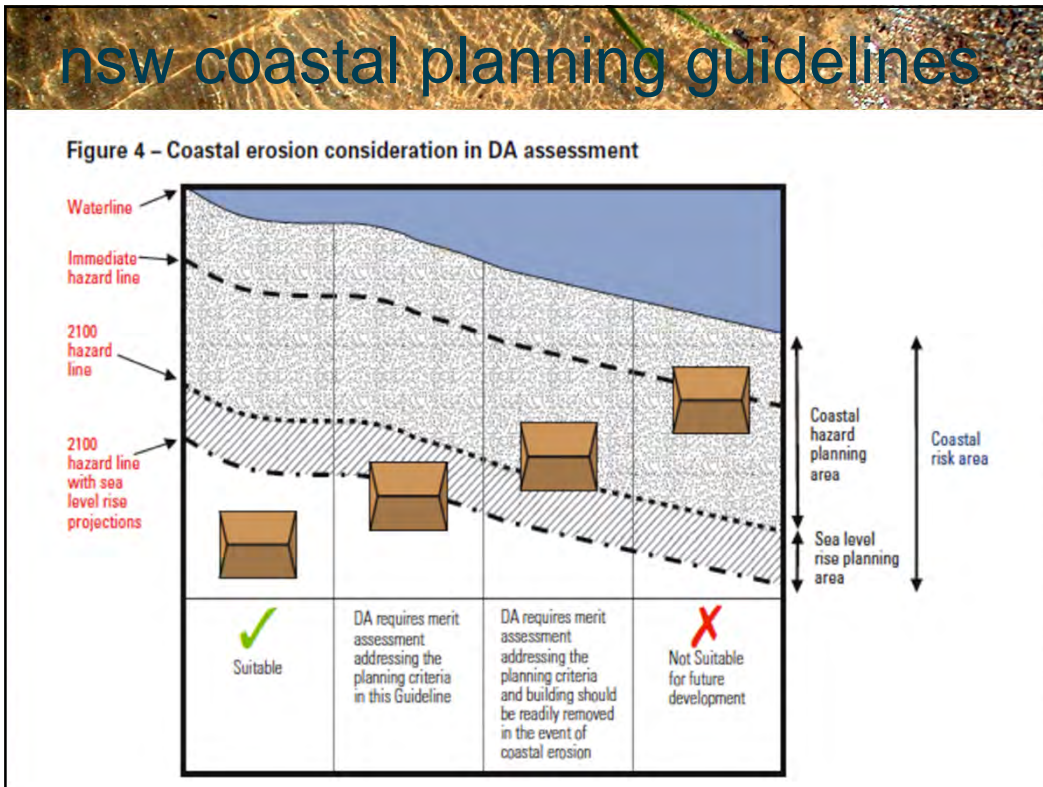 nsw coastal planning guidelines
Figure 4 – Coastal erosion consideration in DA assessment
Waterline
Immediate
hazard line
2100
hazard
line
2100
hazard line
with sea
level rise
projections
Coastal
hazard
planning
area
Coastal
risk area
Sea level
rise planning
area
Suitable
DA requires merit
assessment
addressing the
planning criteria
in this Guideline
DA requires merit
assessment
addressing the
planning criteria
and building should
be readily removed
in the event of
coastal erosion
Not Suitable
for future
development